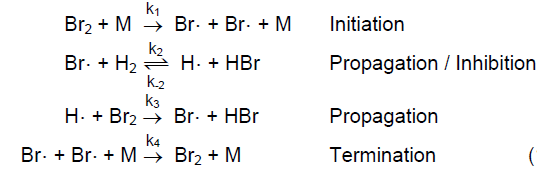 k₁
Br₂ + M → Br· + Br· + M Initiation
k₂
Br· + H₂ ⇌ H· + HBr Propagation / Inhibition
k-₂
k₃
H· + Br₂ → Br· + HBr Propagation
k₄
Br· + Br· + M → Br₂ + M Termination (